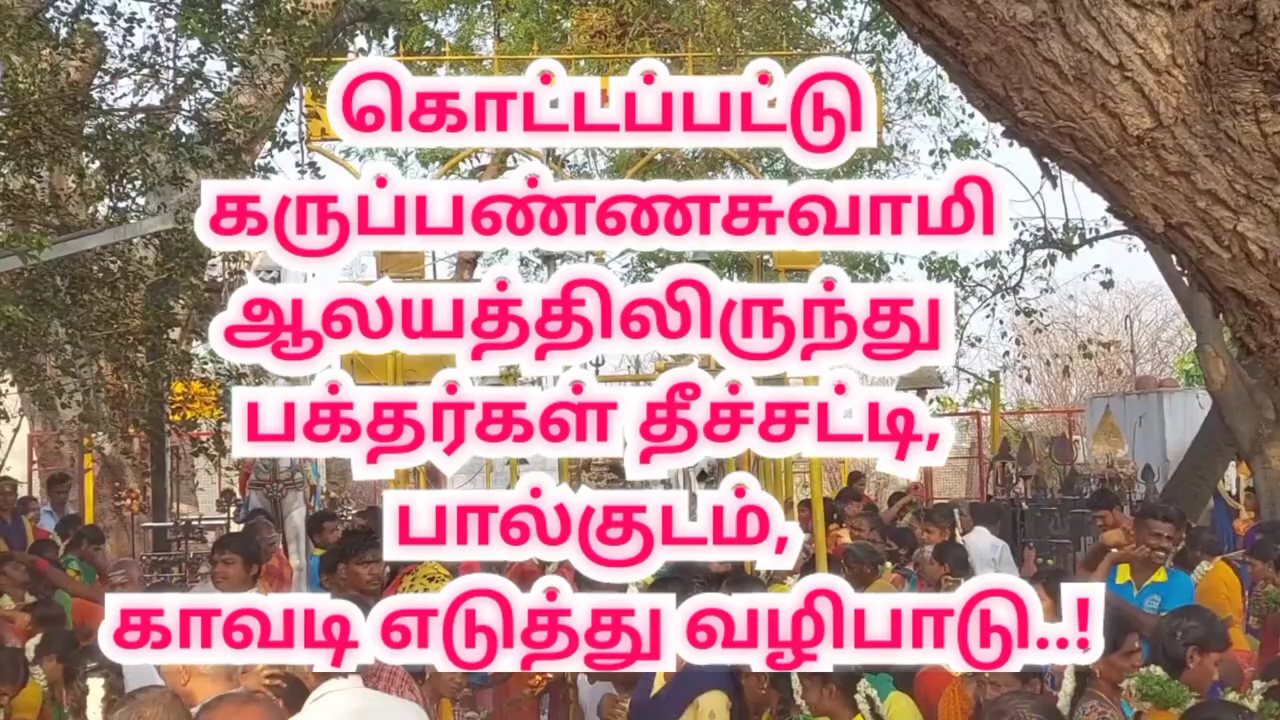 கொட்டப்பட்டு
கருப்பண்ணசுவாமி
ஆலயத்திலிருந்து
பக்தர்கள் தீச்சட்டி,
பால்குடம்,
காவடி எடுத்து வழிபாடு..!